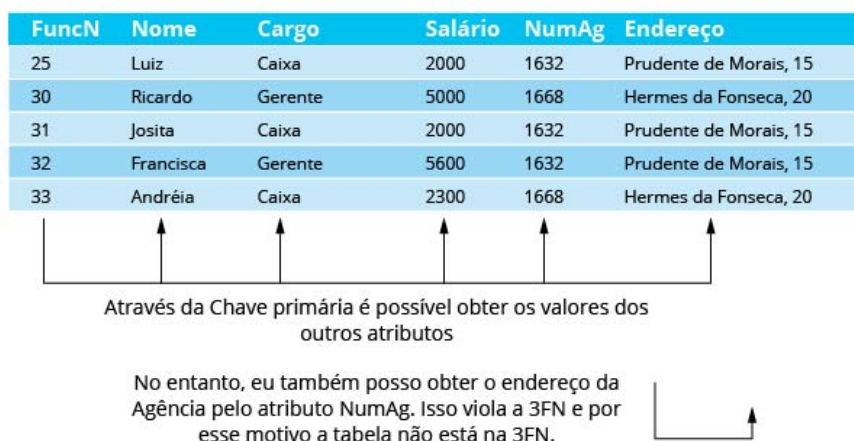 FuncN Nome Cargo Salário NumAg Endereço
25 Luiz Caixa 2000 1632 Prudente de Morais, 15
30 Ricardo Gerente 5000 1668 Hermes da Fonseca, 20
31 Josita Caixa 2000 1632 Prudente de Morais, 15
32 Francisca Gerente 5600 1632 Prudente de Morais, 15
33 Andréia Caixa 2300 1668 Hermes da Fonseca, 20
Através da Chave primária é possível obter os valores dos
outros atributos
No entanto, eu também posso obter o endereço da
Agência pelo atributo NumAg. Isso viola a 3FN e por
esse motivo a tabela não está na 3FN.